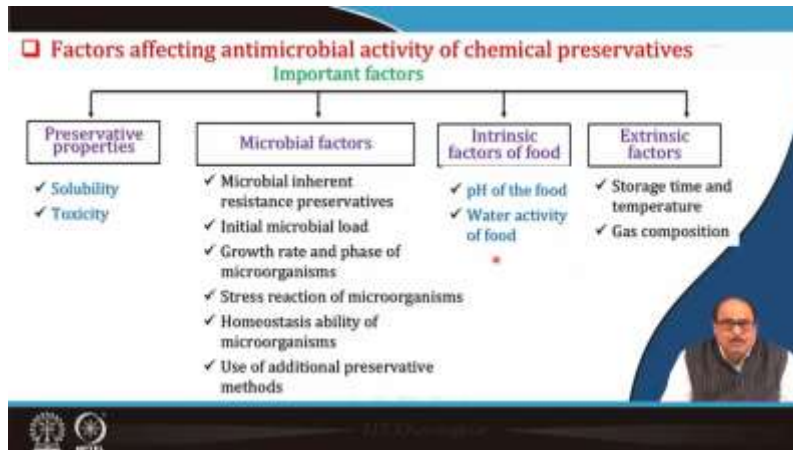 ❑ Factors affecting antimicrobial activity of chemical preservatives
Important factors
Preservative
properties
✓ Solubility
✓ Toxicity
Microbial factors
✓ Microbial inherent
resistance preservatives
✓ Initial microbial load
✓ Growth rate and phase of
microorganisms
✓ Stress reaction of microorganisms
✓ Homeostasis ability of
microorganisms
✓ Use of additional preservative
methods
Intrinsic
factors of food
✓ pH of the food
✓ Water activity
of food
Extrinsic
factors
✓ Storage time and
temperature
✓ Gas composition